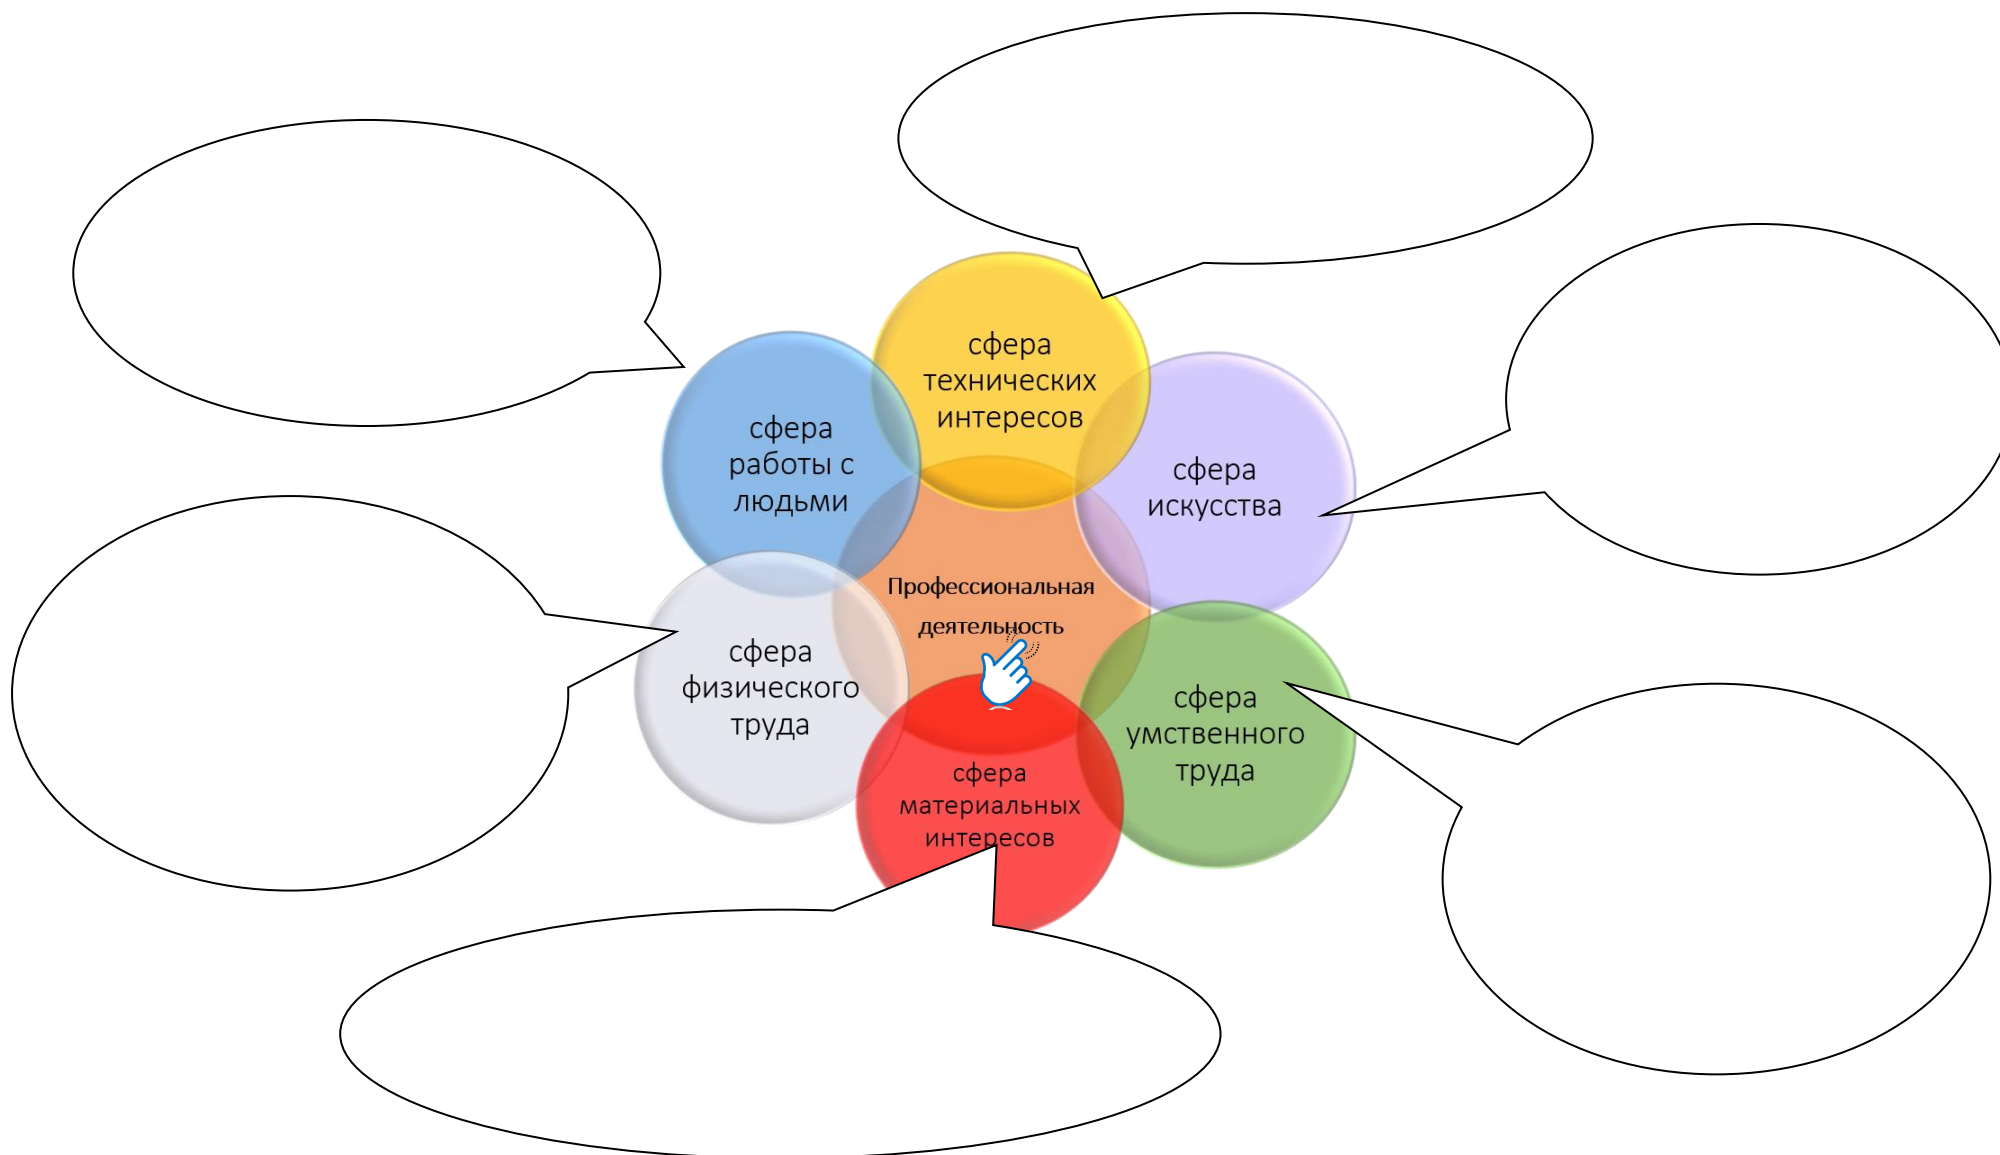 сфера
технических
интересов
сфера
работы с
людьми
сфера
искусства
Профессиональная
деятельность
сфера
физического
труда
сфера
умственного
труда
сфера
материальных
интересов